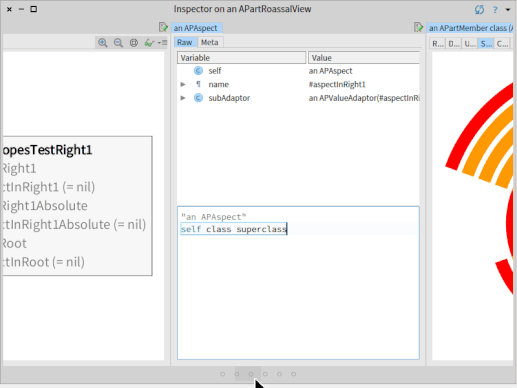 Inspector on an APartRoassalView
opesTestRight1
Right1
ctInRight1 (= nil)
Right1Absolute
ctInRight1Absolute (= nil)
Root
ctInRoot (= nil)
an APAspect
Raw Meta
Variable Value
self an APAspect
name #aspectInRight1
subAdaptor an APValueAdaptor(#aspectInRi
"an APAspect"
self class superclass
an APartMember class (A
R... D... U... S... C...